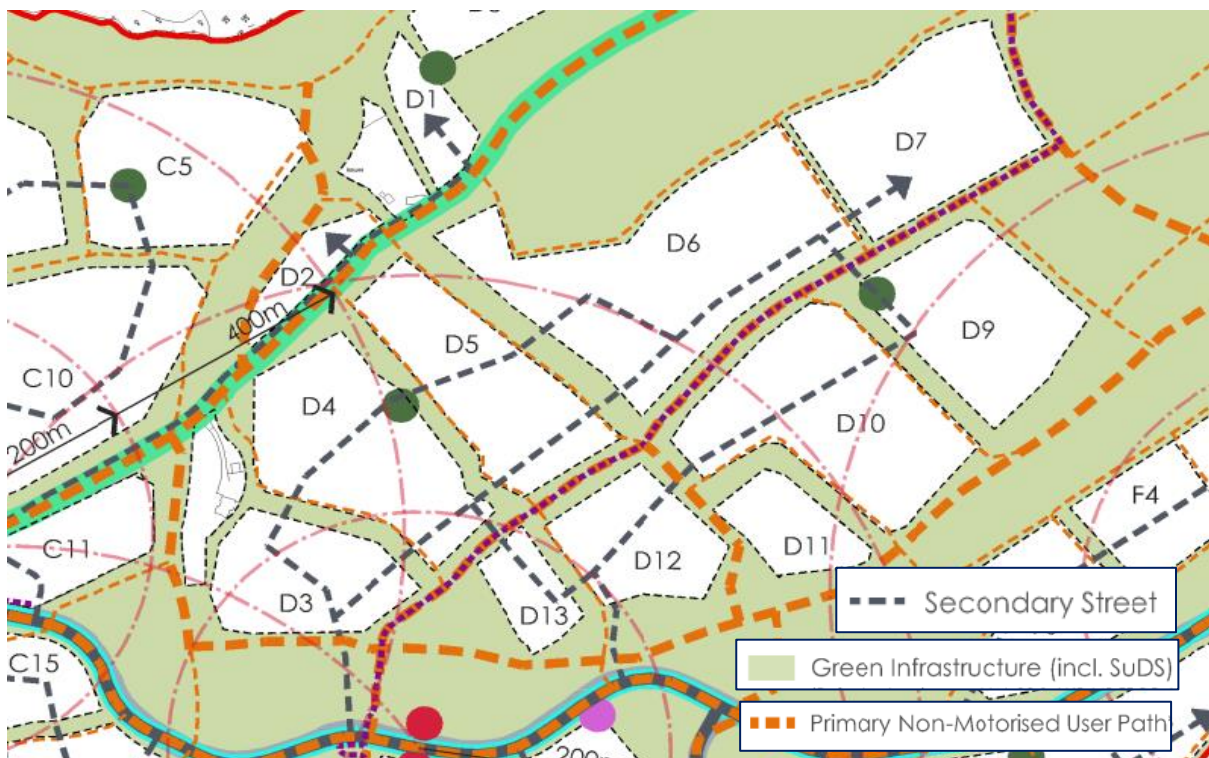 D1
C5
D7
D6
D2
400m
D5
D9
C10
D4
200m
D10
F4
C11
D12
D11
D3
D13
Secondary Street
C15
Green Infrastructure (incl. SuDS)
Primary Non-Motorised User Path